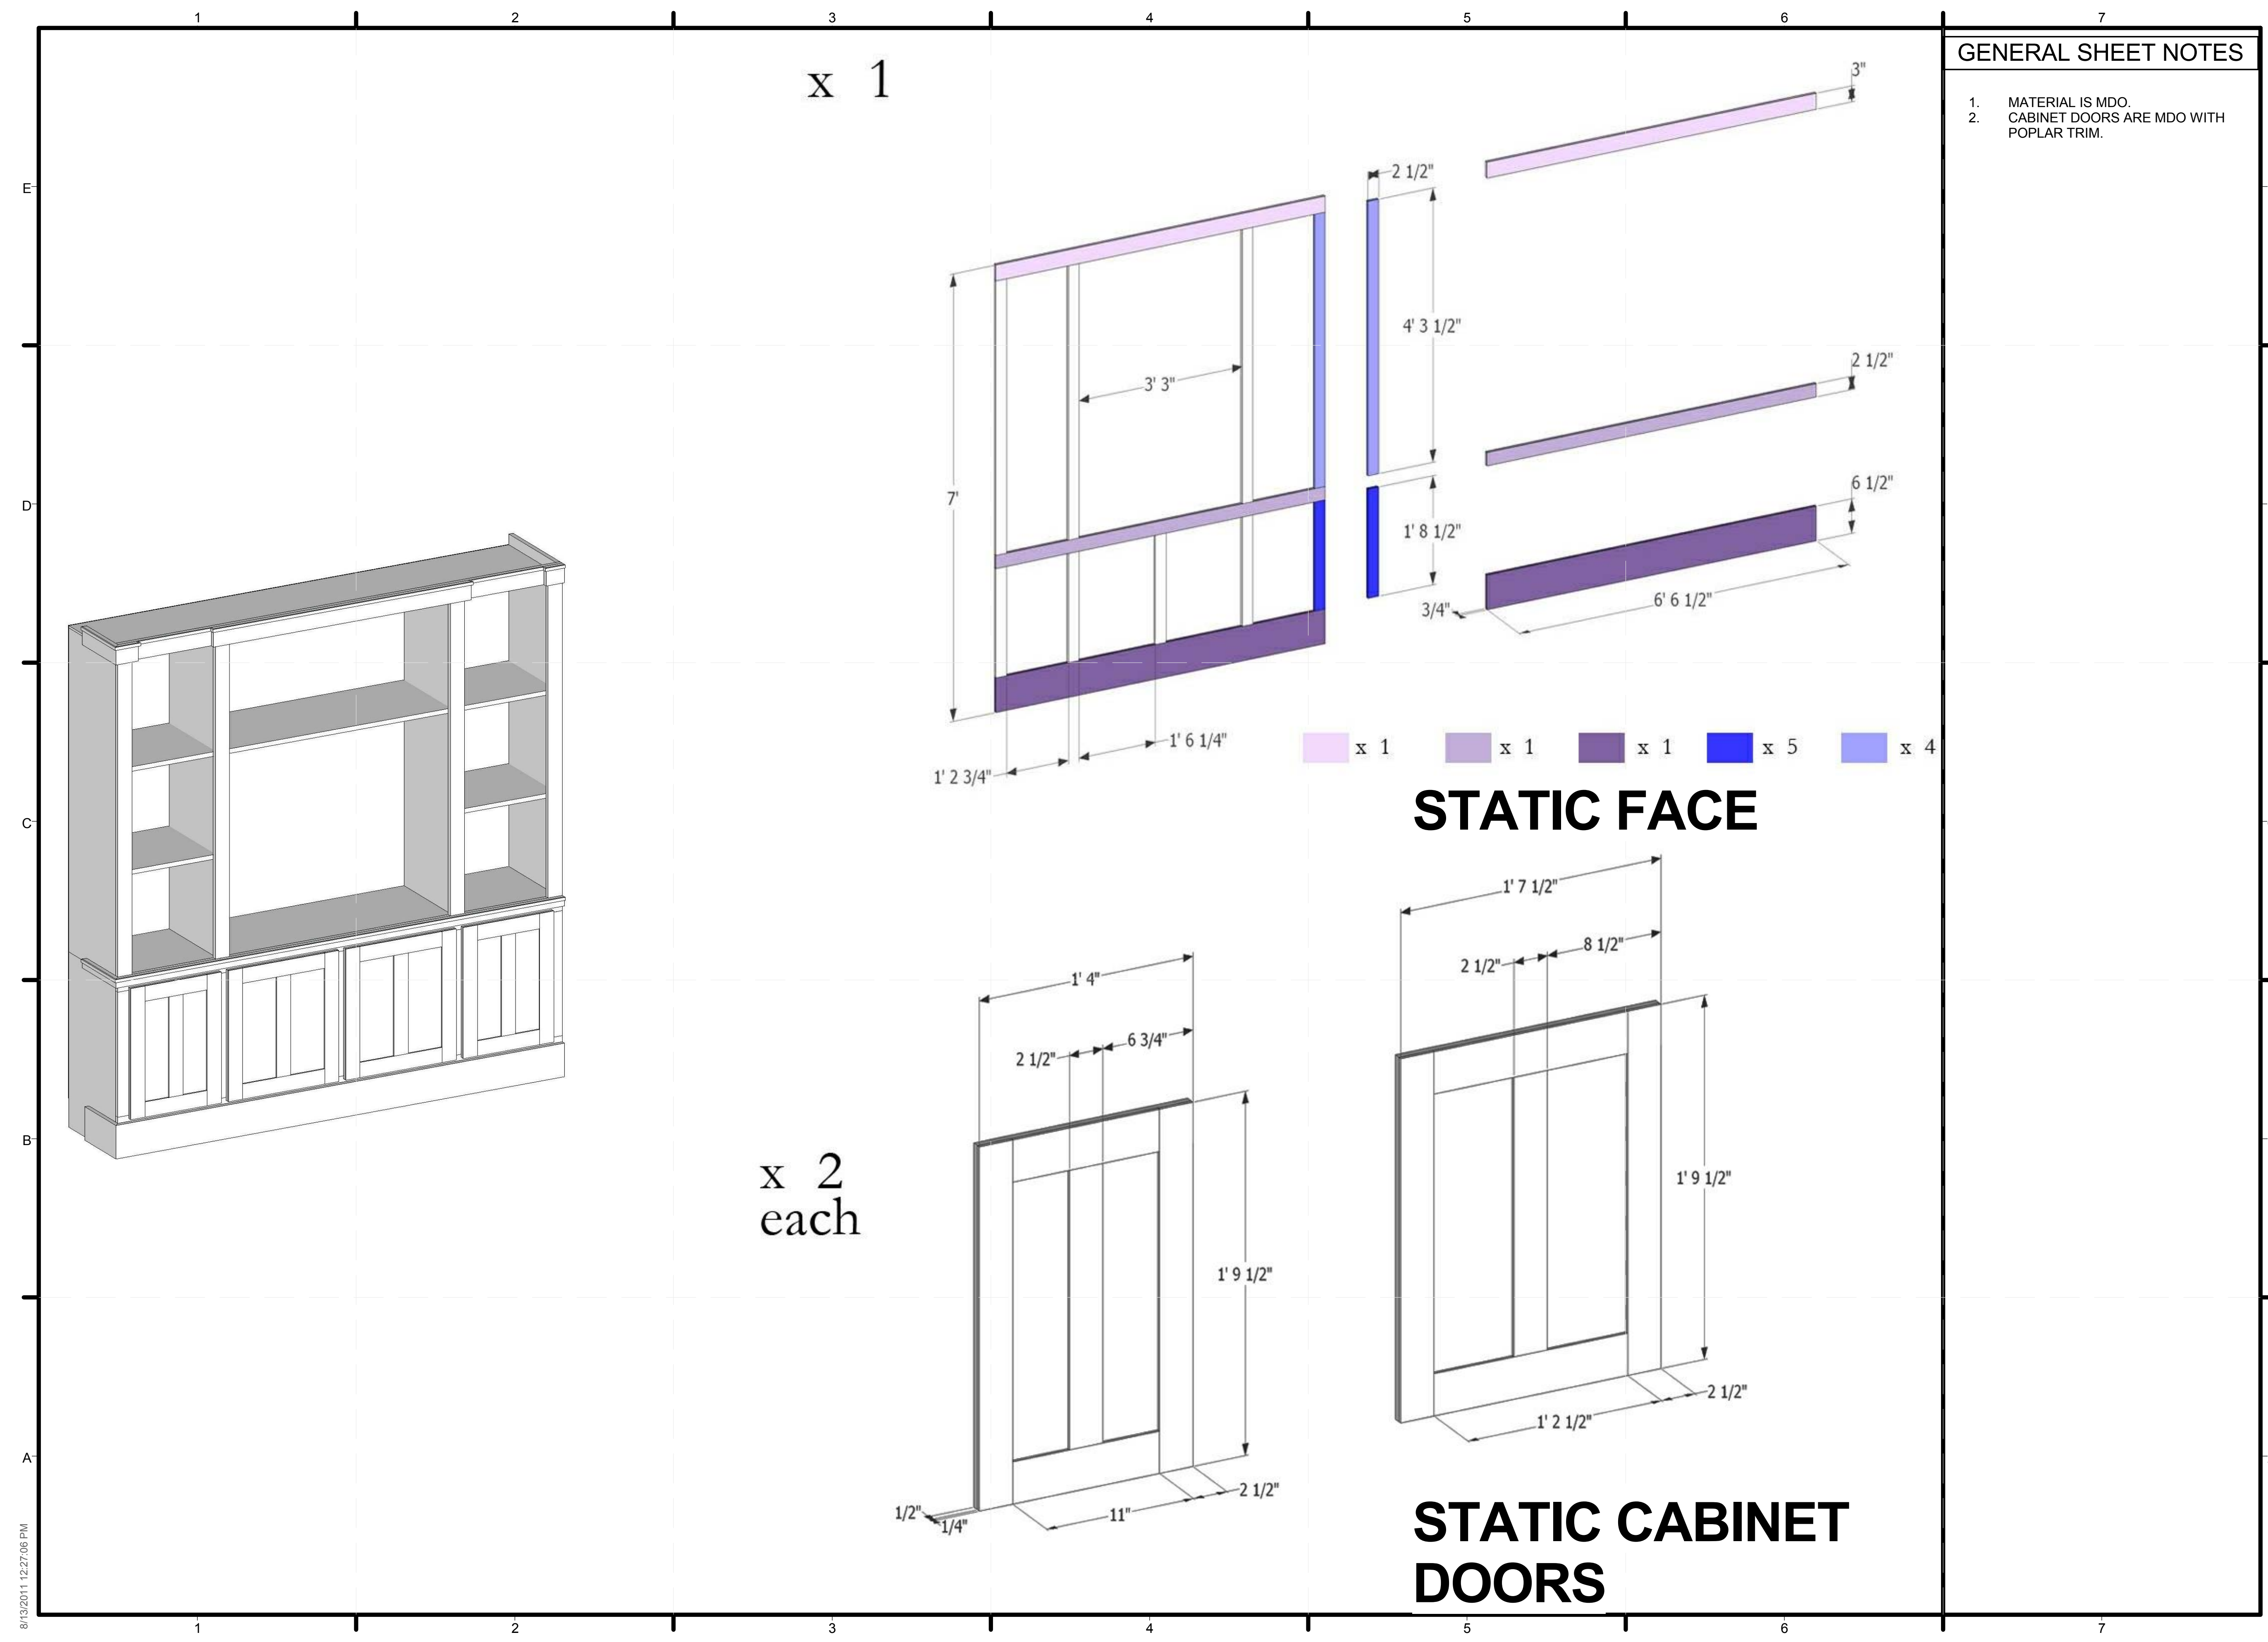 1 2 3 4 5 6 7
GENERAL SHEET NOTES
1. MATERIAL IS MDO.
2. CABINET DOORS ARE MDO WITH
POPLAR TRIM.
E
D
C
B
A
x 1
3"
2 1/2"
4' 3 1/2"
3' 3"
2 1/2"
7'
6 1/2"
1' 8 1/2"
3/4"
6' 6 1/2"
1' 6 1/4"
1' 2 3/4"
x 1 x 1 x 1 x 5 x 4
STATIC FACE
1' 7 1/2"
8 1/2"
2 1/2"
1' 4"
6 3/4"
2 1/2"
x 2
each
1' 9 1/2"
1' 9 1/2"
2 1/2"
1' 2 1/2"
2 1/2"
11"
1/2"
1/4"
STATIC CABINET
DOORS
8/13/2011 12:27:06 PM
1 2 3 4 5 6 7